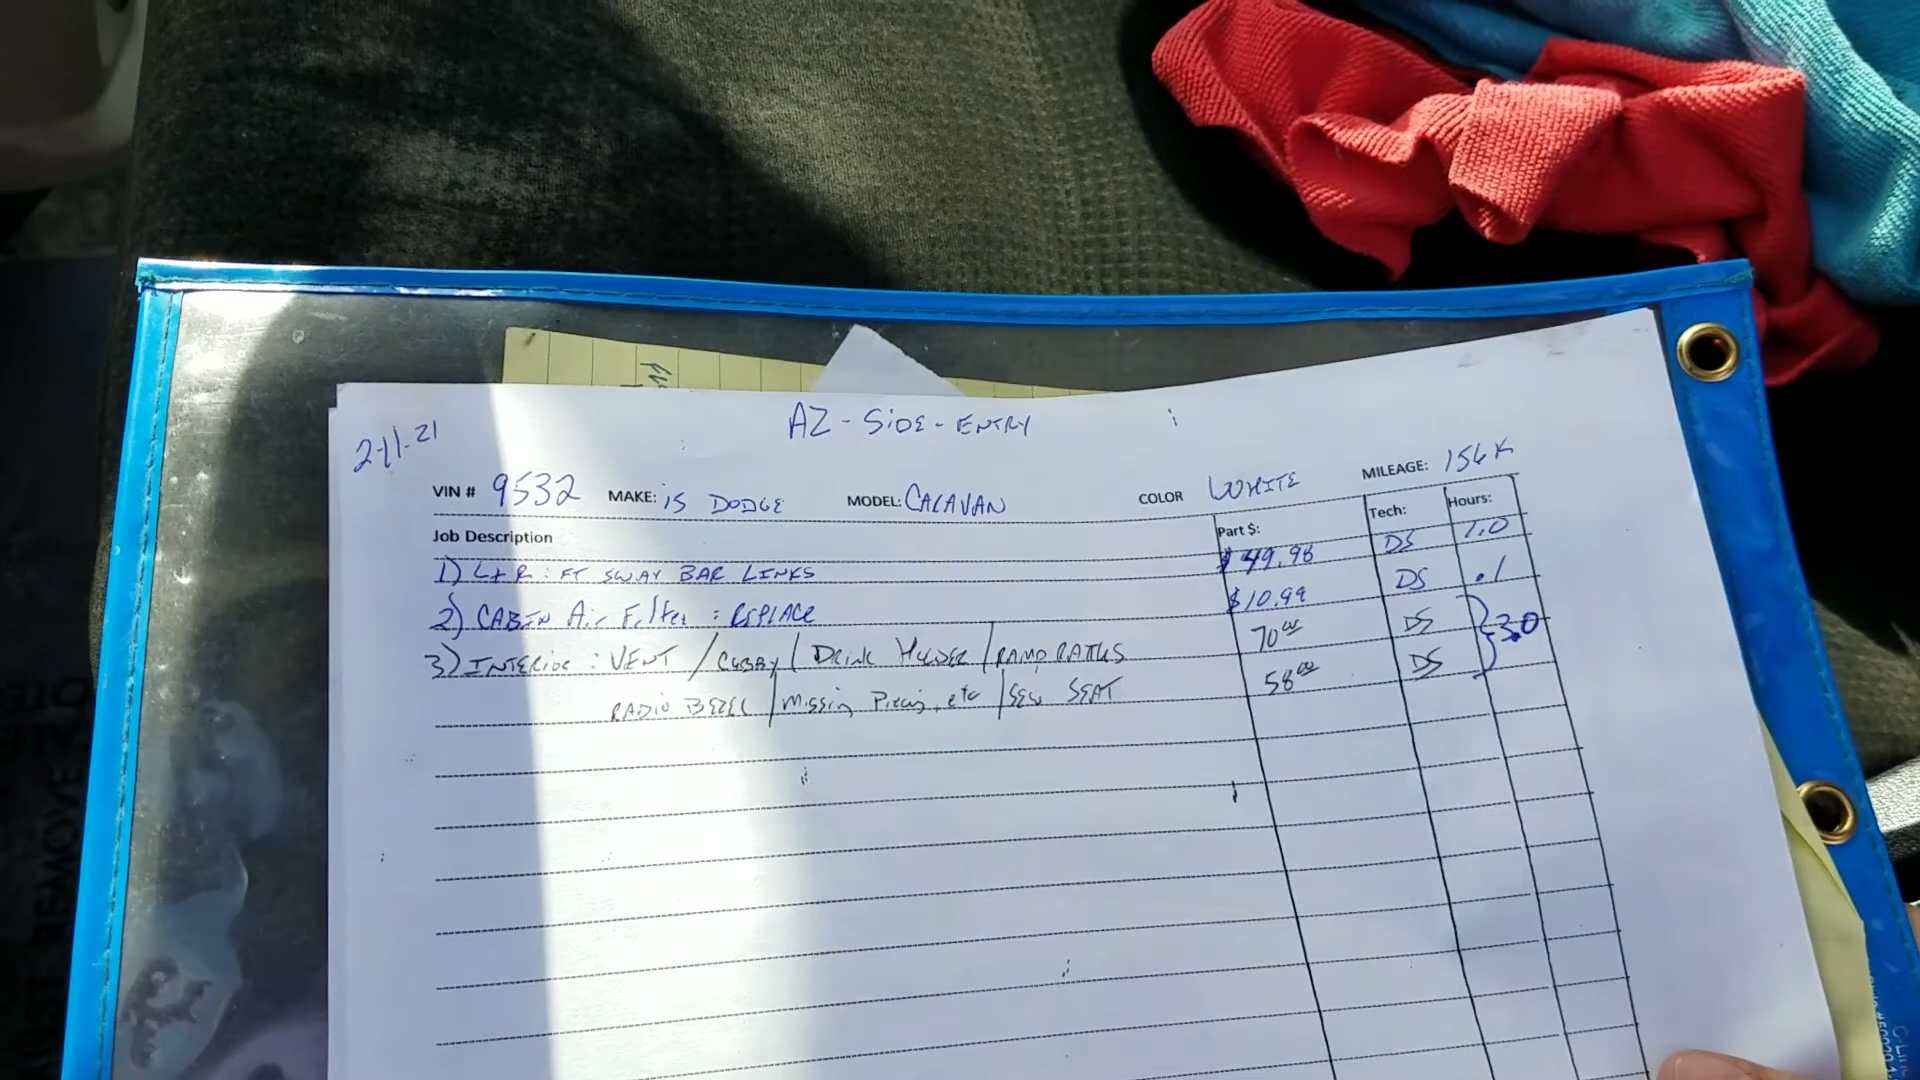 AZ - SiDE - ENTRY
2-11-21
VIN # 9532 MAKE: 15 DODGE MODEL: CARAVAN COLOR WHITE MILEAGE: 156K
Job Description Part $: Tech: Hours:
1) L+R : FT SWAY BAR LINKS $49.98 DS 1.0
2) CABIN Air Filter : REPLACE $10.99 DS .1
3) INTERIOR : VENT / CUBBY / DRINK HOLDER / RAMP RATTLES 70⁰⁰ DS 3.0
RADIO BEZEL / Missing Pieces, etc / SEW SEAT 58⁰⁰ DS